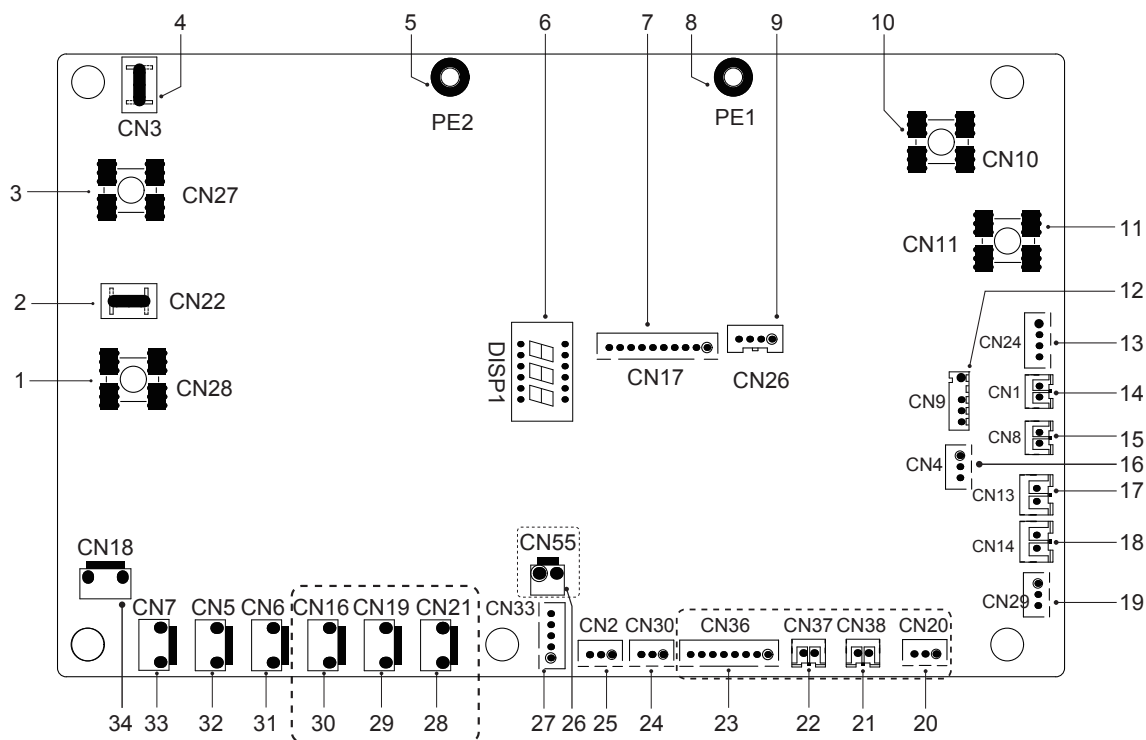 4 5 6 7 8 9 10
CN3 PE2 PE1
CN10
3 CN27
CN11 11
2 CN22
12
CN24 13
1 CN28 DISP1 CN17 CN26
CN9 CN1 14
CN8 15
CN4 16
CN13 17
CN18 CN55 CN14 18
CN7 CN5 CN6 CN16 CN19 CN21 CN33 CN2 CN30 CN36 CN37 CN38 CN20 CN29 19
34 33 32 31 30 29 28 27 26 25 24 23 22 21 20